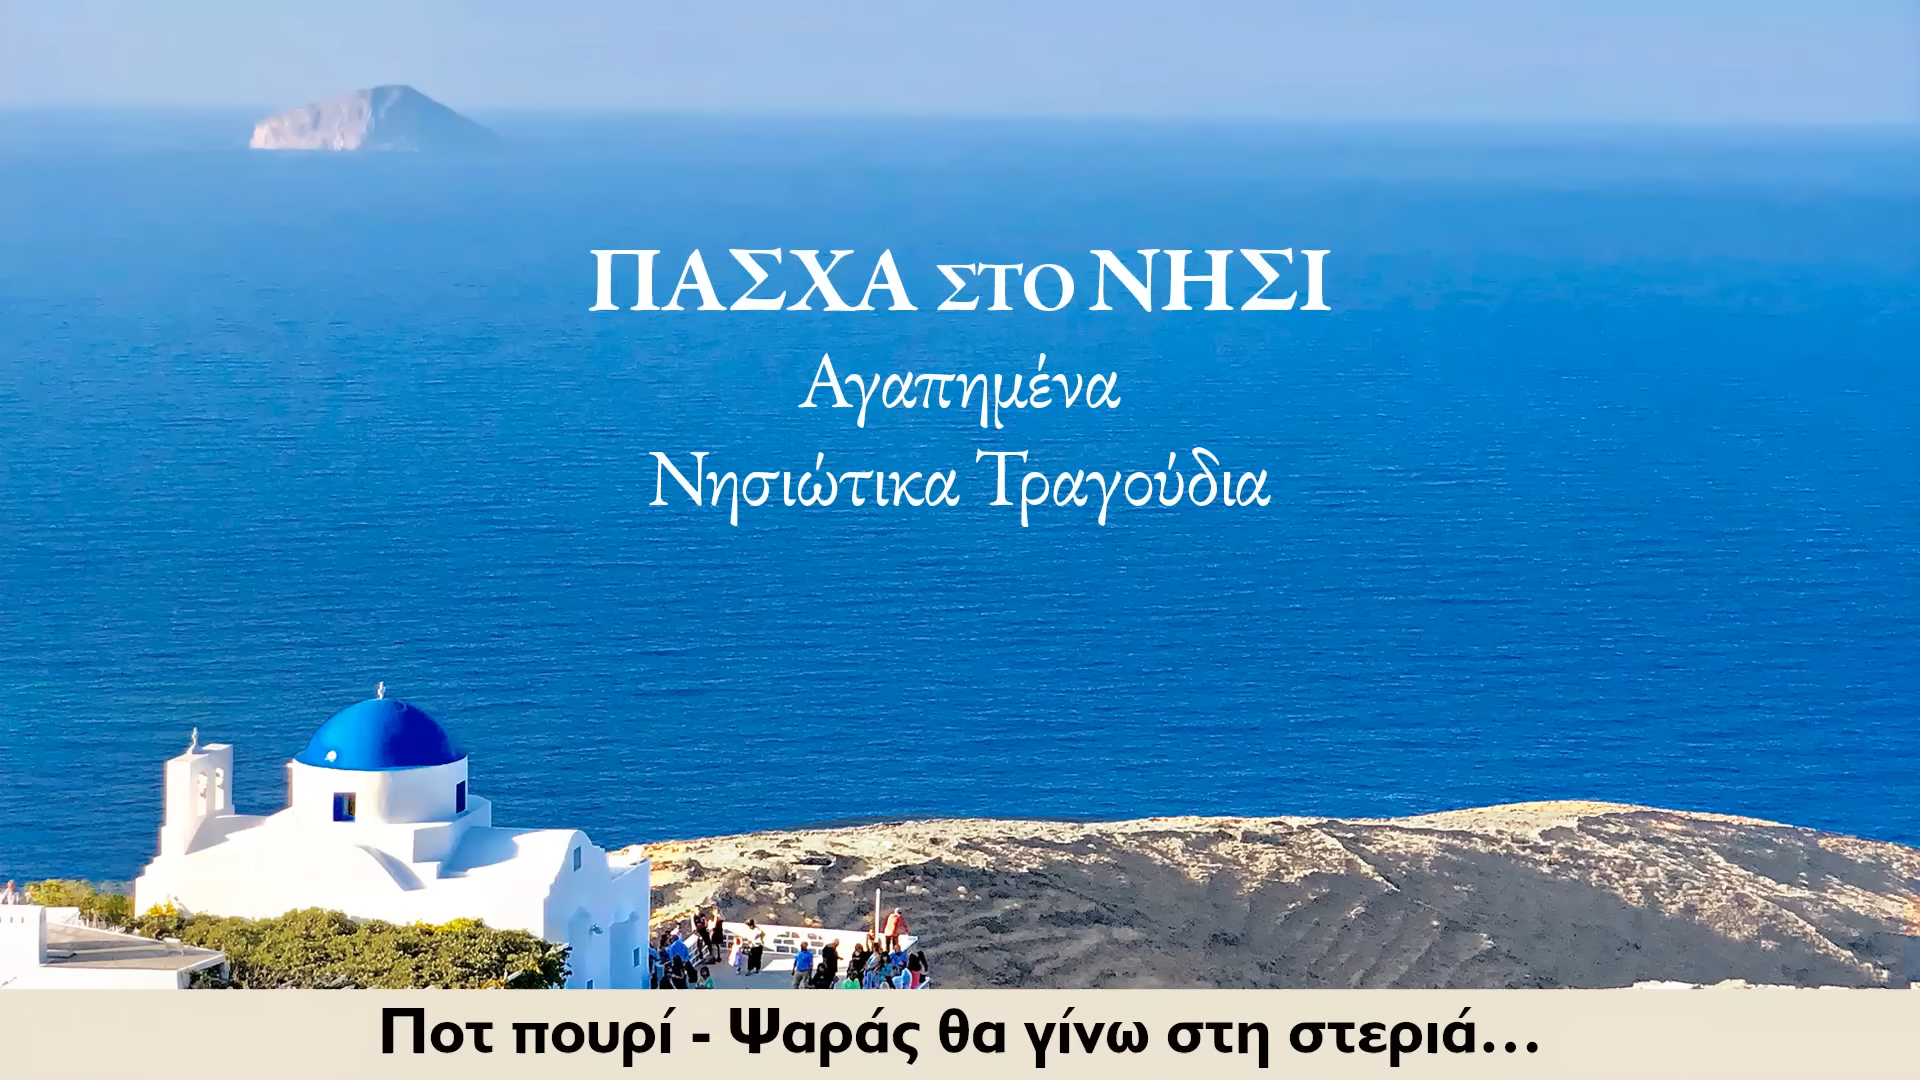 ΠΑΣΧΑ ΣΤΟ ΝΗΣΙ
Αγαπημένα
Νησιώτικα Τραγούδια
Ποτ πουρί - Ψαράς θα γίνω στη στεριά...